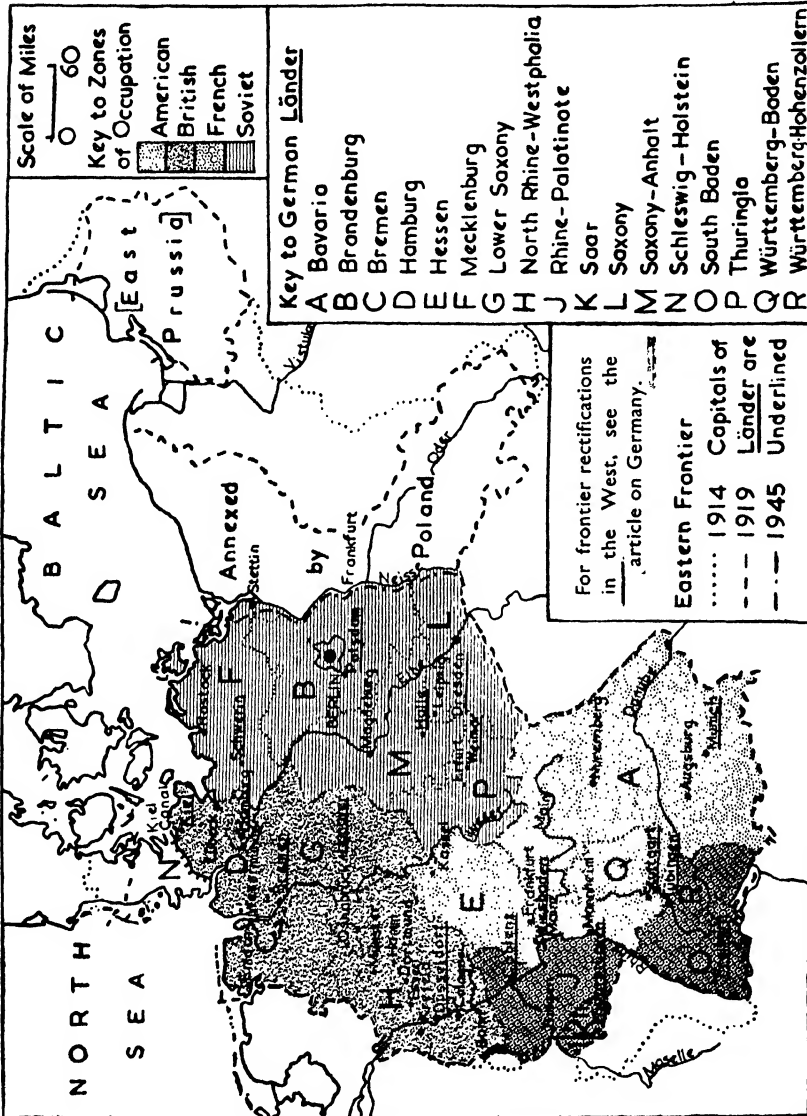 Scale of Miles
0 60
Key to Zones
of Occupation
American
British
French
Soviet
Key to German Länder
A Bavaria
B Brandenburg
C Bremen
D Hamburg
E Hessen
F Mecklenburg
G Lower Saxony
H North Rhine-Westphalia
J Rhine-Palatinate
K Saar
L Saxony
M Saxony-Anhalt
N Schleswig-Holstein
O South Baden
P Thuringia
Q Württemberg-Baden
R Württemberg-Hohenzollern
For frontier rectifications
in the West, see the
article on Germany.
Eastern Frontier
1914
1919
1945
Capitals of
Länder are
Underlined
NORTH
SEA
BALTIC
SEA
[East
Prussia]
Annexed
by
Poland
Vistula
Oder
Neisse
Stettin
Frankfurt
Kiel
Canal
Kiel
N
Lübeck
Rostock
Schwerin
F
D
C
G
B
BERLIN
Potsdam
Magdeburg
M
Elbe
Halle
Leipzig
Dresden
L
Erfurt
Weimar
P
H
Dortmund
Essen
Düsseldorf
Bonn
Kassel
E
Koblenz
Frankfurt
Wiesbaden
Mainz
Main
J
K
Mannheim
Q
Stuttgart
Tübingen
R
O
Nuremberg
A
Danube
Augsburg
Munich
Moselle